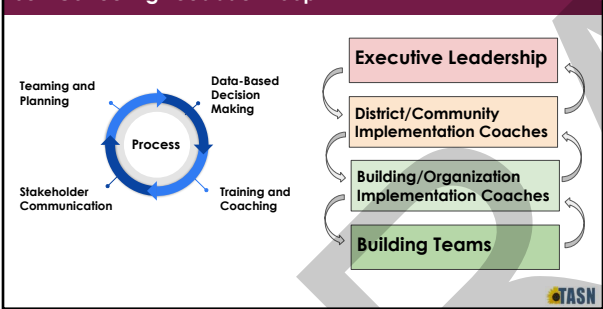 Teaming and
Planning
Data-Based
Decision
Making
Process
Stakeholder
Communication
Training and
Coaching
Executive Leadership
District/Community
Implementation Coaches
Building/Organization
Implementation Coaches
Building Teams
TASN